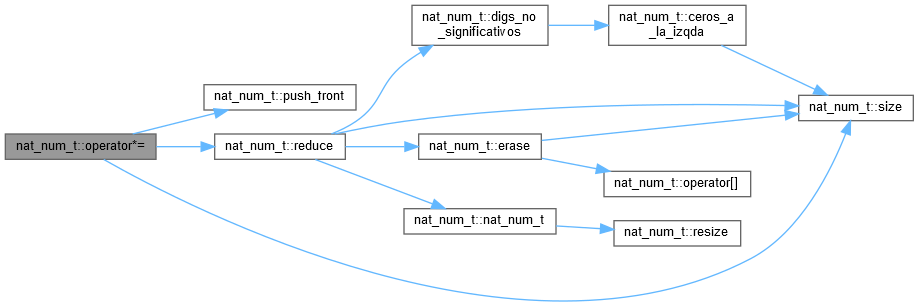 nat_num_t::operator*=
nat_num_t::push_tront
nat_num_t::reduce
nat_num_t::digs_no
_significativos
nat_num_t::erase
nat_num_t::nat_num_t
nat_num_t::ceros_a
_la_izqda
nat_num_t::operator[]
nat_num_t::resize
nat_num_t::size